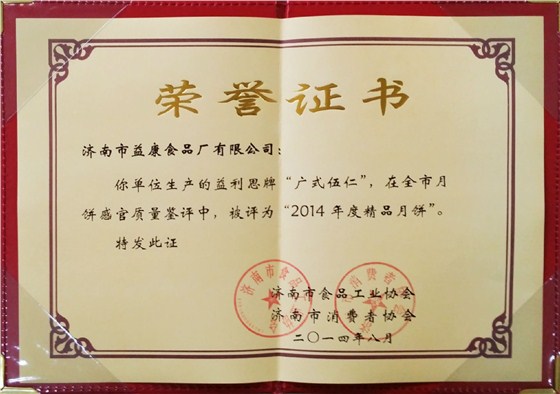 荣誉证书
济南市益康食品厂有限公司：
你单位生产的益利思牌“广式伍仁”，在全市月
饼感官质量鉴评中，被评为“2014年度精品月饼”。
特发此证
济南市食品工业协会
济南市消费者协会
二〇一四年八月